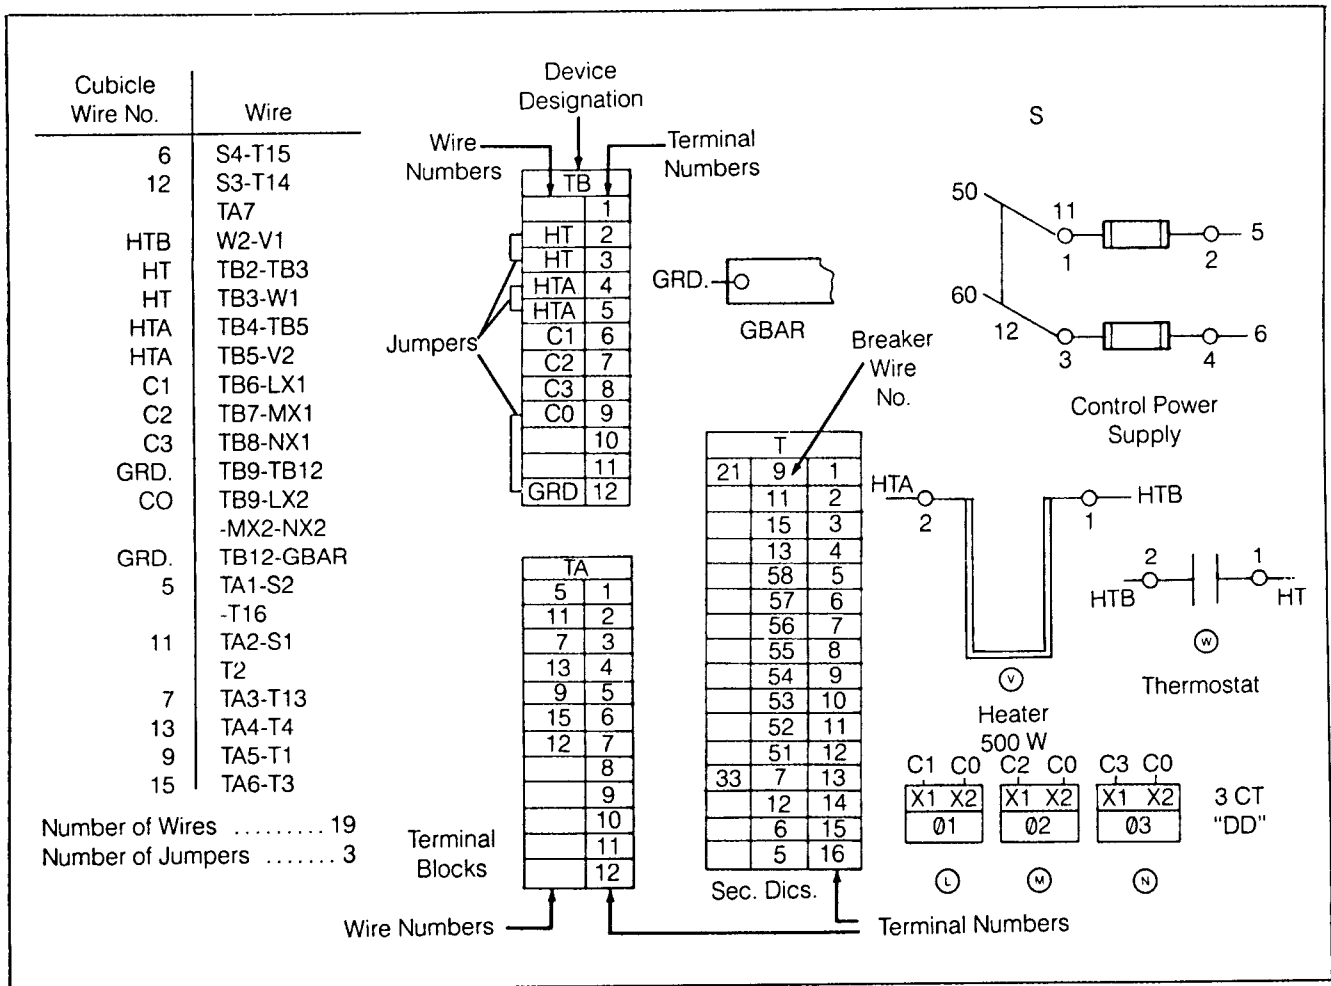 Cubicle
Wire No. Wire
6 S4-T15
12 S3-T14
TA7
HTB W2-V1
HT TB2-TB3
HT TB3-W1
HTA TB4-TB5
HTA TB5-V2
C1 TB6-LX1
C2 TB7-MX1
C3 TB8-NX1
GRD. TB9-TB12
CO TB9-LX2
-MX2-NX2
GRD. TB12-GBAR
5 TA1-S2
-T16
11 TA2-S1
T2
7 TA3-T13
13 TA4-T4
9 TA5-T1
15 TA6-T3
Number of Wires ......... 19
Number of Jumpers ....... 3
Device
Designation
Wire
Numbers
Terminal
Numbers
TB
1
HT 2
HT 3
HTA 4
HTA 5
C1 6
C2 7
C3 8
C0 9
10
11
GRD 12
Jumpers
TA
5 1
11 2
7 3
13 4
9 5
15 6
12 7
8
9
10
11
12
Terminal
Blocks
Wire Numbers
GRD.
GBAR
Breaker
Wire
No.
T
21 9 1
11 2
15 3
13 4
58 5
57 6
56 7
55 8
54 9
53 10
52 11
51 12
33 7 13
12 14
6 15
5 16
Sec. Dics.
Terminal Numbers
S
50
11
1
2
5
60
12
3
4
6
Control Power
Supply
HTA
2
1
HTB
V
Heater
500 W
2
1
HTB
HT
W
Thermostat
C1 C0 C2 C0 C3 C0
X1 X2 X1 X2 X1 X2
Ø1 Ø2 Ø3
3 CT
"DD"
L M N